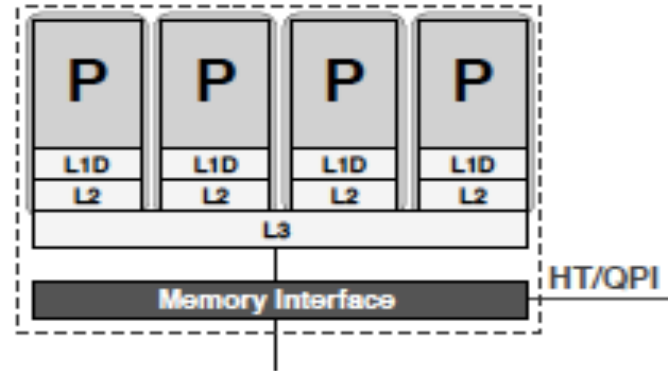 P P P P
L1D L1D L1D L1D
L2 L2 L2 L2
L3
HT/QPI
Memory Interface